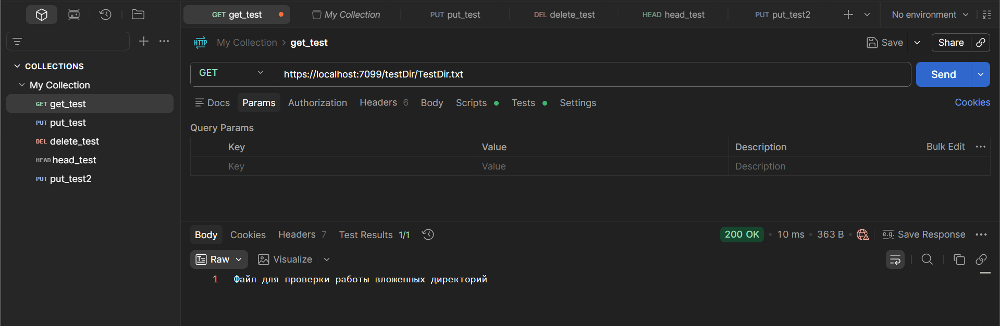 GET get_test
My Collection
PUT put_test
DEL delete_test
HEAD head_test
PUT put_test2
No environment
HTTP My Collection > get_test
Save
Share
COLLECTIONS
My Collection
GET get_test
PUT put_test
DEL delete_test
HEAD head_test
PUT put_test2
GET
https://localhost:7099/testDir/TestDir.txt
Send
Docs Params Authorization Headers 6 Body Scripts Tests Settings
Cookies
Query Params
Key Value Description Bulk Edit
Key Value Description
Body Cookies Headers 7 Test Results 1/1
200 OK • 10 ms • 363 B e.g. Save Response
Raw Visualize
1 Файл для проверки работы вложенных директорий